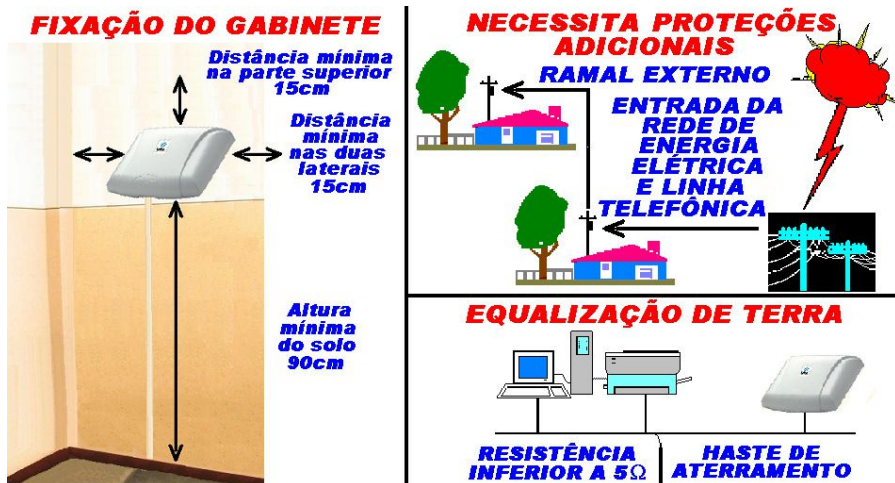 FIXAÇÃO DO GABINETE
Distância mínima
na parte superior
15cm
Distância
mínima
nas duas
laterais
15cm
Altura
mínima
do solo
90cm
NECESSITA PROTEÇÕES
ADICIONAIS
RAMAL EXTERNO
ENTRADA DA
REDE DE
ENERGIA
ELÉTRICA
E LINHA
TELEFÔNICA
EQUALIZAÇÃO DE TERRA
RESISTÊNCIA
INFERIOR A 5Ω
HASTE DE
ATERRAMENTO